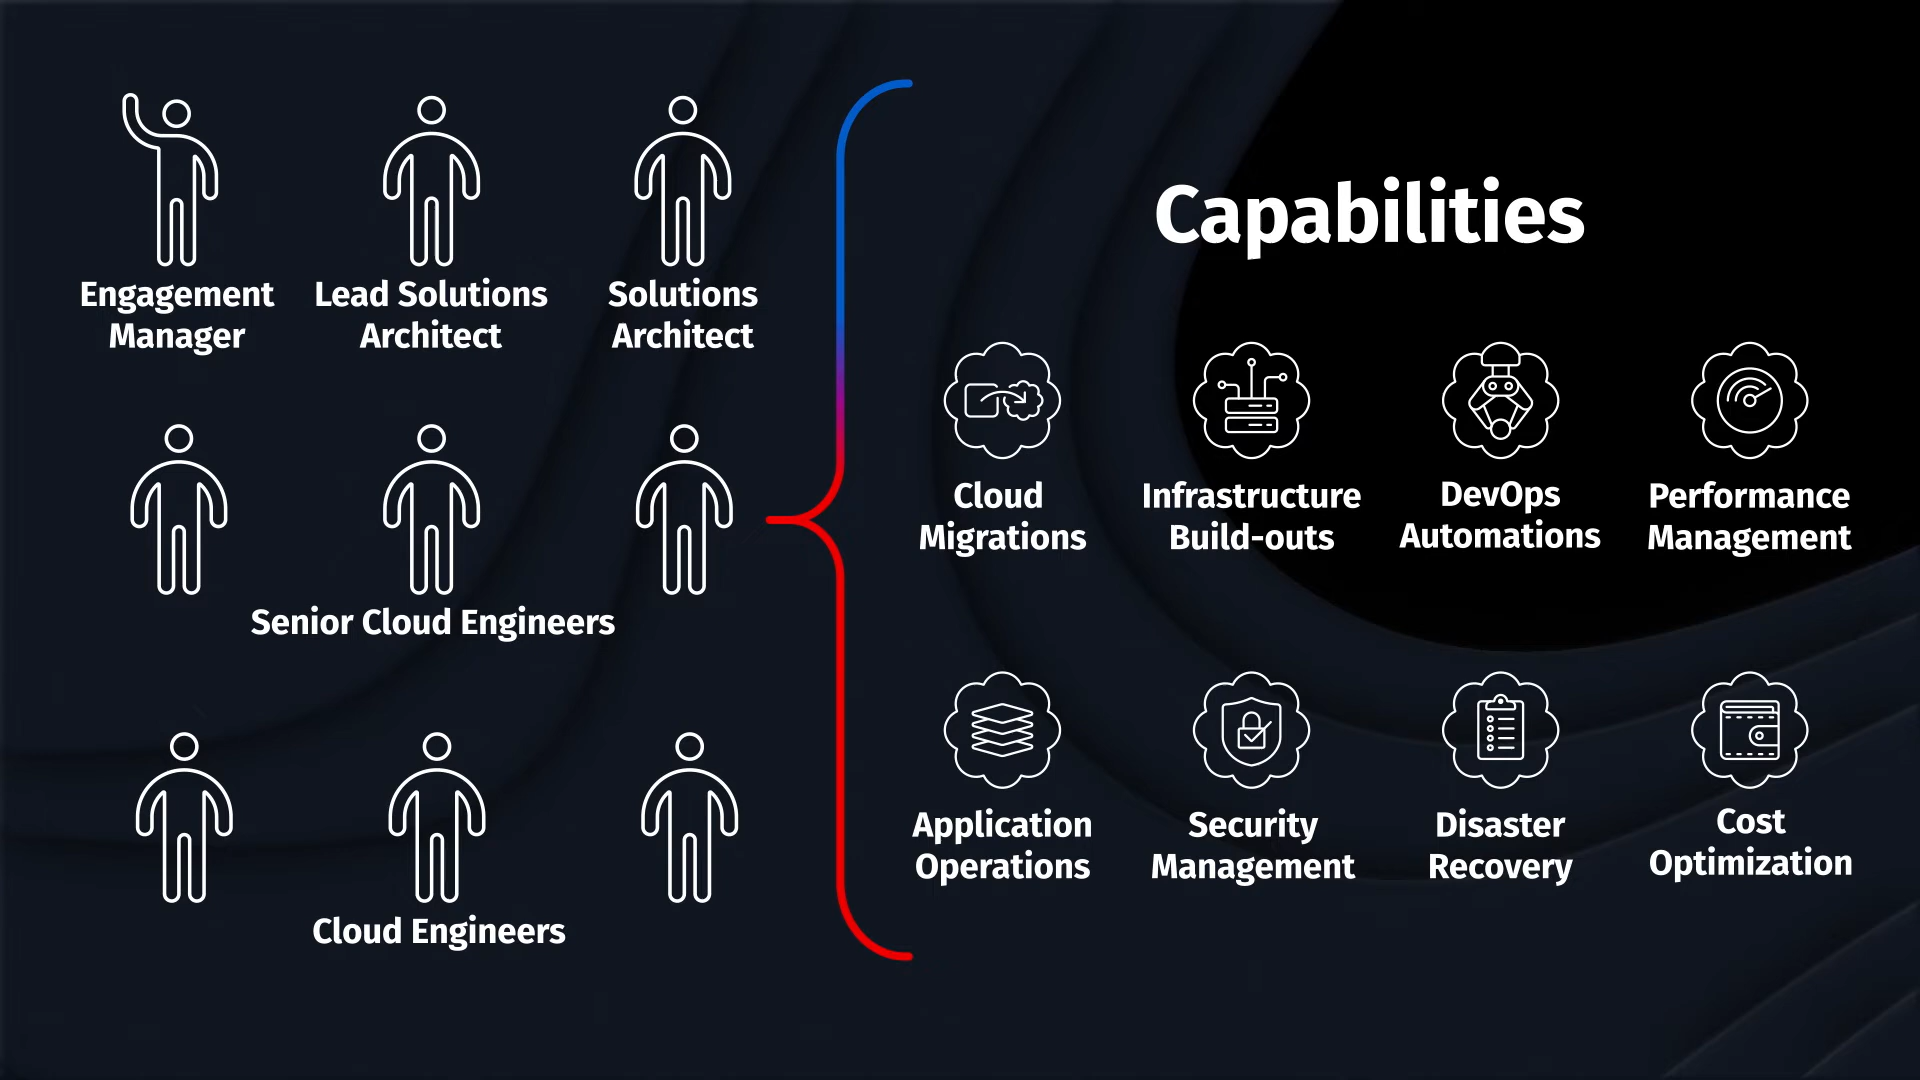 Engagement
Manager
Lead Solutions
Architect
Solutions
Architect
Senior Cloud Engineers
Cloud Engineers
Capabilities
Cloud
Migrations
Infrastructure
Build-outs
DevOps
Automations
Performance
Management
Application
Operations
Security
Management
Disaster
Recovery
Cost
Optimization